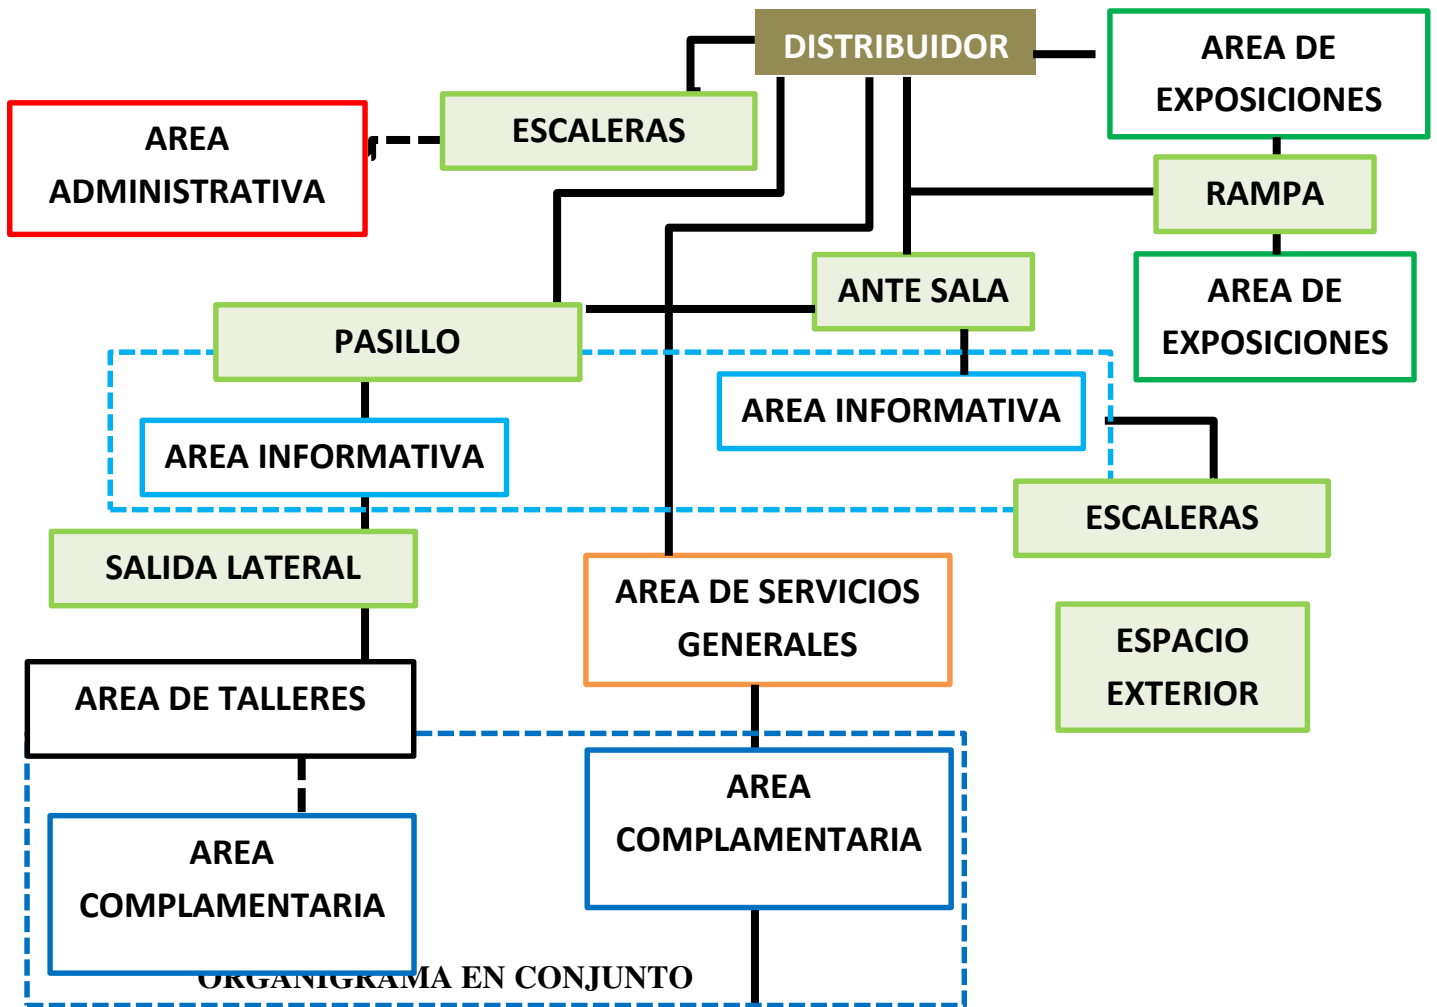 DISTRIBUIDOR
AREA DE
EXPOSICIONES
ESCALERAS
AREA
ADMINISTRATIVA
RAMPA
ANTE SALA
AREA DE
EXPOSICIONES
PASILLO
AREA INFORMATIVA
AREA INFORMATIVA
ESCALERAS
SALIDA LATERAL
AREA DE SERVICIOS
GENERALES
ESPACIO
EXTERIOR
AREA DE TALLERES
AREA
COMPLAMENTARIA
AREA
COMPLAMENTARIA
ORGANIGRAMA EN CONJUNTO